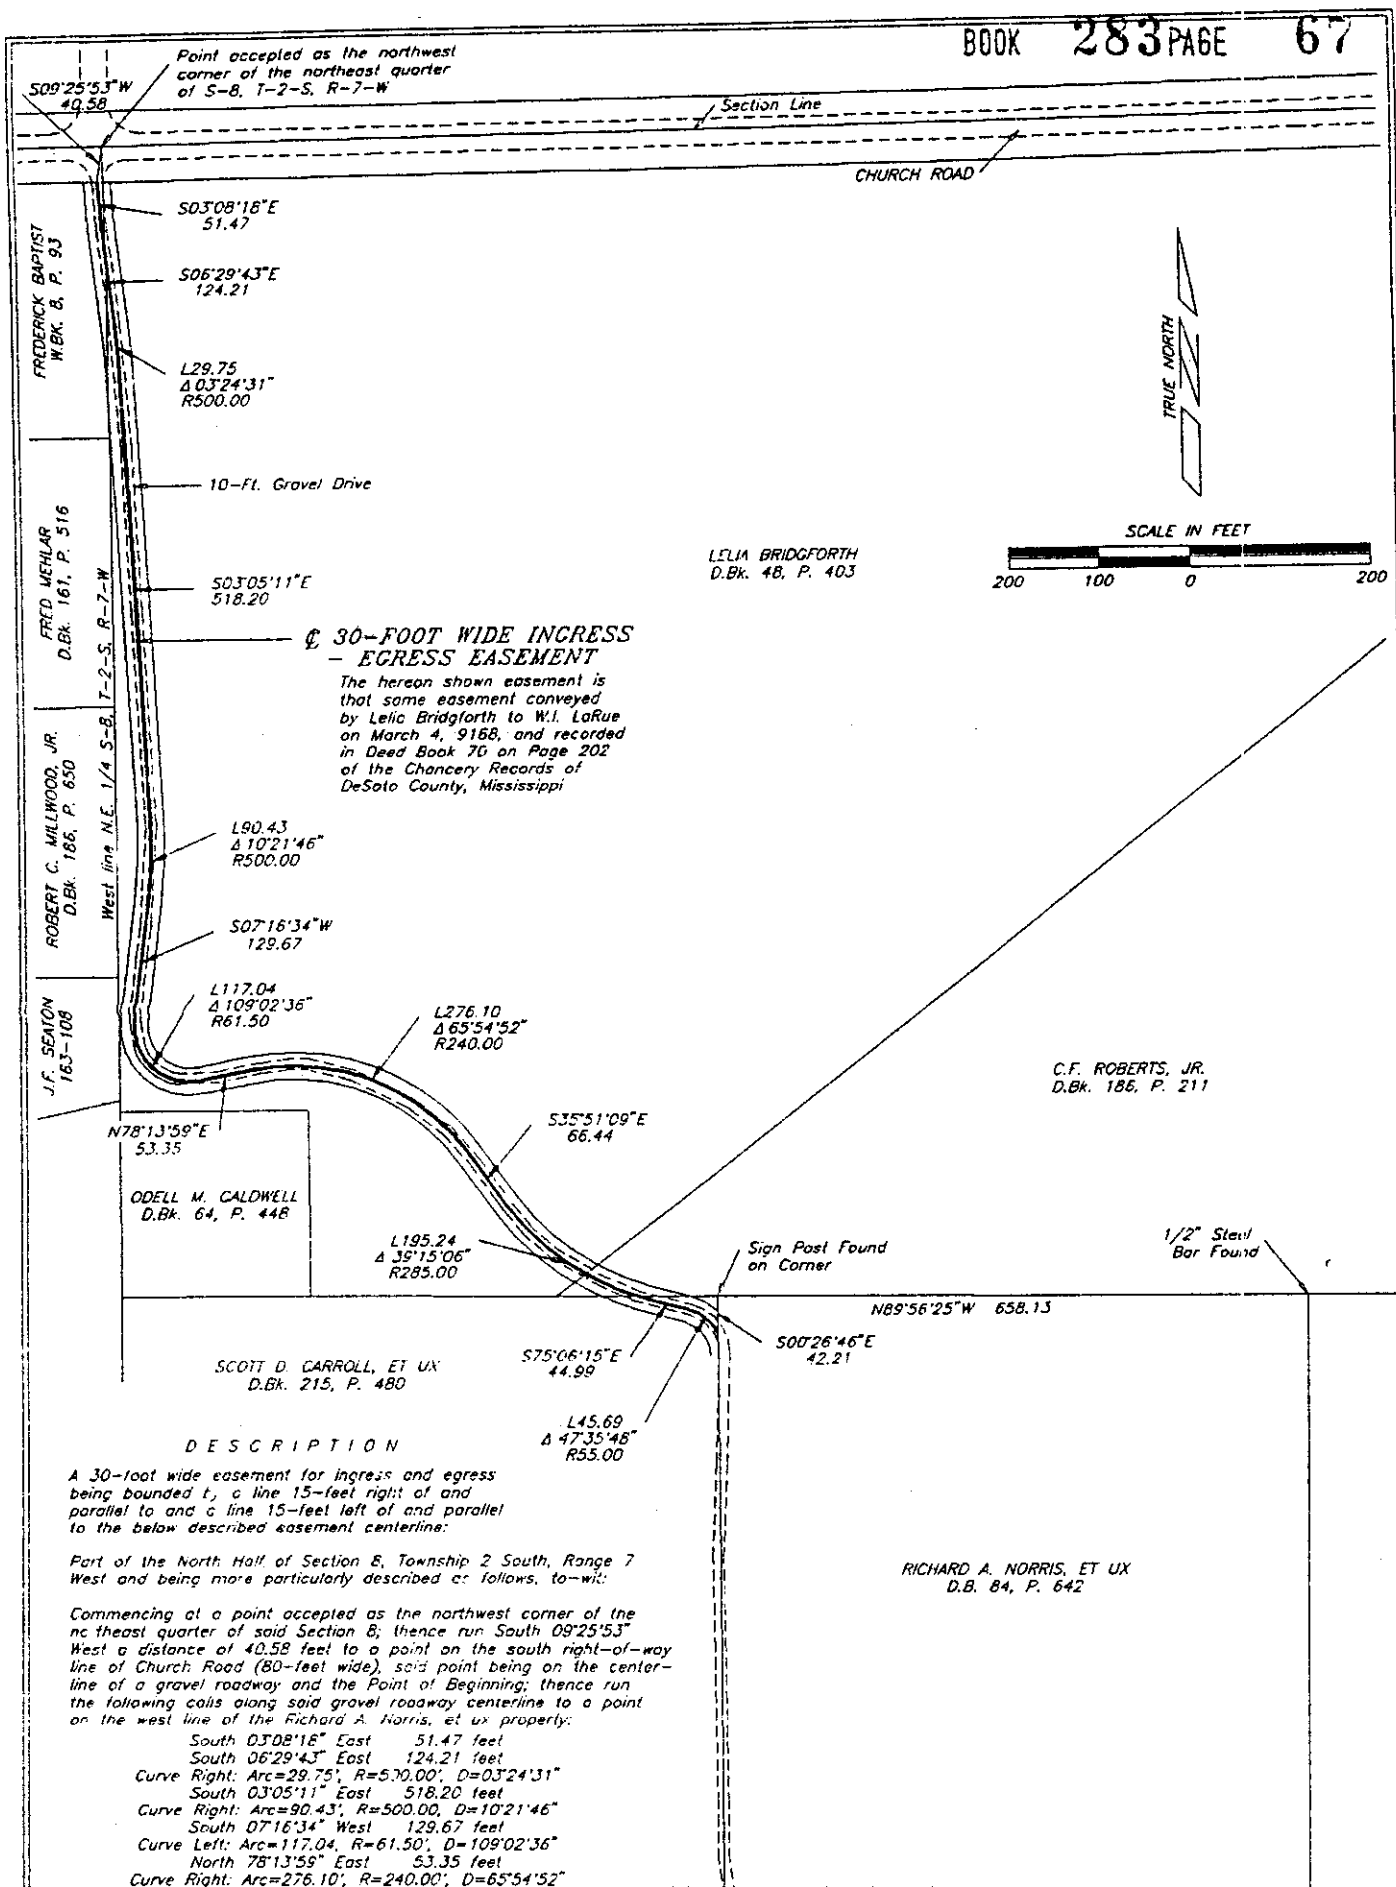 BOOK 283 PAGE 67
Point accepted as the northwest
corner of the northeast quarter
of S-8, T-2-S, R-7-W
S09°25'53"W
40.58
Section Line
CHURCH ROAD
S03°08'18"E
51.47
S06°29'43"E
124.21
FREDERICK BAPTIST
W.BK. 8, P. 93
L29.75
Δ 03°24'31"
R500.00
TRUE NORTH
10-Ft. Gravel Drive
SCALE IN FEET
200 100 0 200
FRED MEHLAR
D.Bk. 161, P. 516
LELIA BRIDGFORTH
D.Bk. 48, P. 403
S03°05'11"E
518.20
℄ 30-FOOT WIDE INGRESS
- EGRESS EASEMENT
The hereon shown easement is
that same easement conveyed
by Lelic Bridgforth to W.I. LaRue
on March 4, 9168, and recorded
in Deed Book 70 on Page 202
of the Chancery Records of
DeSoto County, Mississippi
West line N.E. 1/4 S-8, T-2-S, R-7-W
ROBERT C. MILLWOOD, JR.
D.Bk. 186, P. 650
L90.43
Δ 10°21'46"
R500.00
S07°16'34"W
129.67
J.F. SEATON
163-108
L117.04
Δ 109°02'36"
R61.50
L276.10
Δ 65°54'52"
R240.00
C.F. ROBERTS, JR.
D.Bk. 186, P. 211
N78°13'59"E
53.35
S35°51'09"E
66.44
ODELL M. CALDWELL
D.Bk. 64, P. 448
L195.24
Δ 39°15'06"
R285.00
Sign Post Found
on Corner
1/2" Steel
Bar Found
N89°56'25"W 658.13
S00°26'46"E
42.21
S75°06'15"E
44.99
SCOTT D. CARROLL, ET UX
D.Bk. 215, P. 480
L45.69
Δ 47°35'48"
R55.00
DESCRIPTION
A 30-foot wide easement for ingress and egress
being bounded a line 15-feet right of and
parallel to and a line 15-feet left of and parallel
to the below described easement centerline:
Part of the North Half of Section 8, Township 2 South, Range 7
West and being more particularly described as follows, to-wit:
Commencing at a point accepted as the northwest corner of the
no theast quarter of said Section 8; thence run South 09°25'53"
West a distance of 40.58 feet to a point on the south right-of-way
line of Church Road (80-feet wide), said point being on the center-
line of a gravel roadway and the Point of Beginning; thence run
the following calls along said gravel roadway centerline to a point
on the west line of the Richard A. Norris, et ux property:
South 03°08'18" East 51.47 feet
South 06°29'43" East 124.21 feet
Curve Right: Arc=29.75', R=500.00', D=03°24'31"
South 03°05'11" East 518.20 feet
Curve Right: Arc=90.43', R=500.00, D=10°21'46"
South 07°16'34" West 129.67 feet
Curve Left: Arc=117.04, R=61.50', D=109°02'36"
North 78°13'59" East 53.35 feet
Curve Right: Arc=276.10', R=240.00', D=65°54'52"
RICHARD A. NORRIS, ET UX
D.B. 84, P. 642